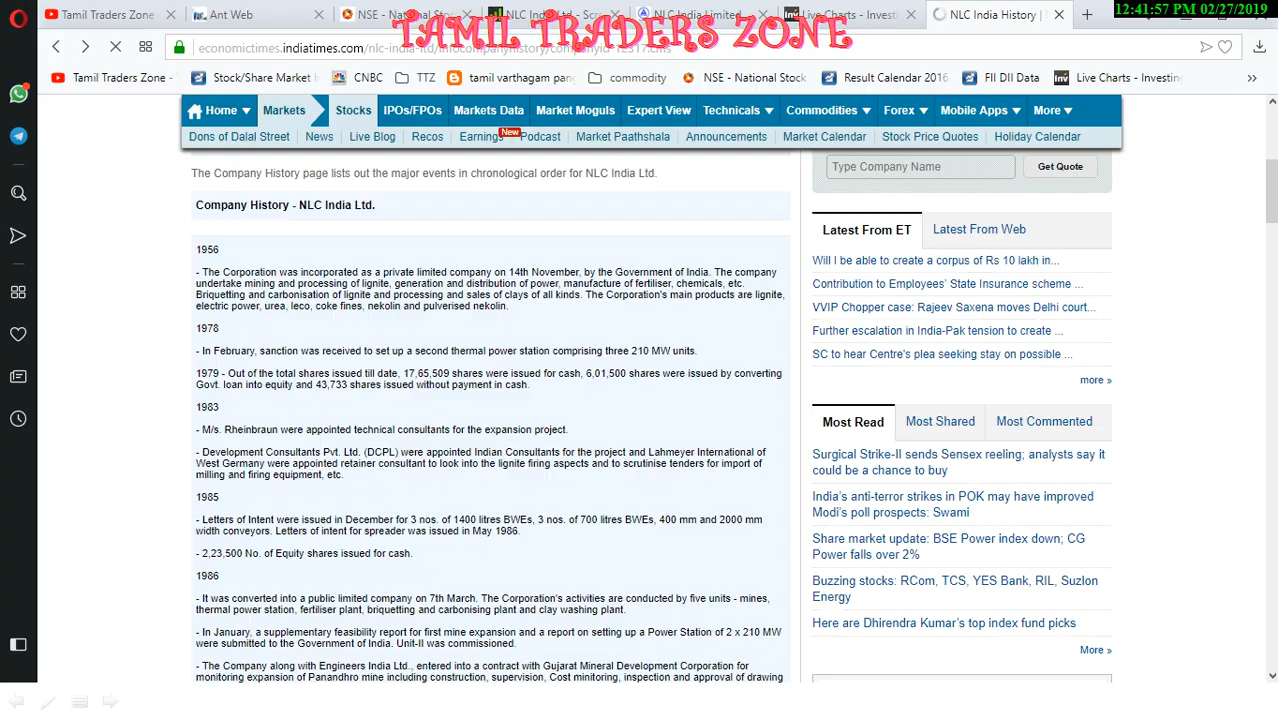 Tamil Traders Zone
Ant Web
NSE - National Sto
NLC India Ltd - Scr
NLC India Limited
Live Charts - Investi
NLC India History |
12:41:57 PM 02/27/2019
TAMIL TRADERS ZONE
economictimes.indiatimes.com/nlc-india-ltd/infocompanyhistory/companyid-12317.cms
Tamil Traders Zone -
Stock/Share Market I
CNBC
TTZ
tamil varthagam pang
commodity
NSE - National Stock
Result Calendar 2016
FII DII Data
Live Charts - Investing
Home
Markets
Stocks
IPOs/FPOs
Markets Data
Market Moguls
Expert View
Technicals
Commodities
Forex
Mobile Apps
More
Dons of Dalal Street
News
Live Blog
Recos
Earnings
New
Podcast
Market Paathshala
Announcements
Market Calendar
Stock Price Quotes
Holiday Calendar
The Company History page lists out the major events in chronological order for NLC India Ltd.
Company History - NLC India Ltd.
1956
- The Corporation was incorporated as a private limited company on 14th November, by the Government of India. The company
undertake mining and processing of lignite, generation and distribution of power, manufacture of fertiliser, chemicals, etc.
Briquetting and carbonisation of lignite and processing and sales of clays of all kinds. The Corporation's main products are lignite,
electric power, urea, leco, coke fines, nekolin and pulverised nekolin.
1978
- In February, sanction was received to set up a second thermal power station comprising three 210 MW units.
1979 - Out of the total shares issued till date, 17,65,509 shares were issued for cash, 6,01,500 shares were issued by converting
Govt. loan into equity and 43,733 shares issued without payment in cash.
1983
- M/s. Rheinbraun were appointed technical consultants for the expansion project.
- Development Consultants Pvt. Ltd. (DCPL) were appointed Indian Consultants for the project and Lahmeyer International of
West Germany were appointed retainer consultant to look into the lignite firing aspects and to scrutinise tenders for import of
milling and firing equipment, etc.
1985
- Letters of Intent were issued in December for 3 nos. of 1400 litres BWEs, 3 nos. of 700 litres BWEs, 400 mm and 2000 mm
width conveyors. Letters of intent for spreader was issued in May 1986.
- 2,23,500 No. of Equity shares issued for cash.
1986
- It was converted into a public limited company on 7th March. The Corporation's activities are conducted by five units - mines,
thermal power station, fertiliser plant, briquetting and carbonising plant and clay washing plant.
- In January, a supplementary feasibility report for first mine expansion and a report on setting up a Power Station of 2 x 210 MW
were submitted to the Government of India. Unit-II was commissioned.
- The Company along with Engineers India Ltd., entered into a contract with Gujarat Mineral Development Corporation for
monitoring expansion of Panandhro mine including construction, supervision, Cost minitoring, inspection and approval of drawing
Type Company Name
Get Quote
Latest From ET
Latest From Web
Will I be able to create a corpus of Rs 10 lakh in...
Contribution to Employees' State Insurance scheme ...
VVIP Chopper case: Rajeev Saxena moves Delhi court...
Further escalation in India-Pak tension to create ...
SC to hear Centre's plea seeking stay on possible ...
more »
Most Read
Most Shared
Most Commented
Surgical Strike-II sends Sensex reeling; analysts say it
could be a chance to buy
India's anti-terror strikes in POK may have improved
Modi's poll prospects: Swami
Share market update: BSE Power index down; CG
Power falls over 2%
Buzzing stocks: RCom, TCS, YES Bank, RIL, Suzlon
Energy
Here are Dhirendra Kumar's top index fund picks
More »